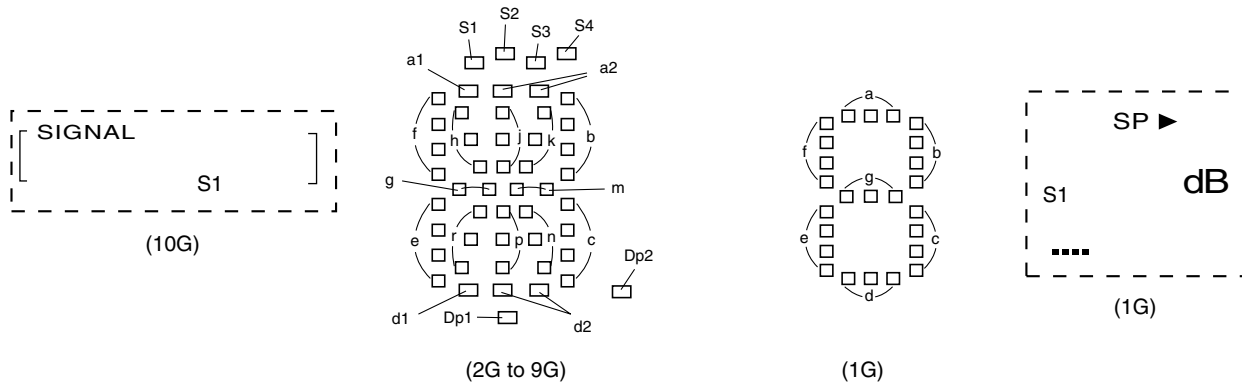 SIGNAL
S1
(10G)
S1 S2 S3 S4
a1 a2
f h j k b
g m
e r p n c
Dp2
d1 Dp1 d2
(2G to 9G)
a
f b
g
e c
d
(1G)
SP ►
dB
S1
(1G)